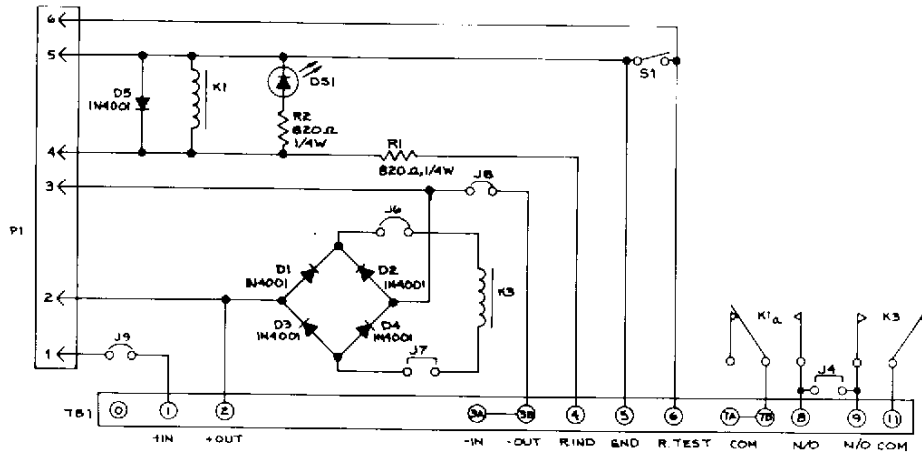 6
5
S1
D5
1N4001
K1
DS1
R2
820Ω
1/4W
4
R1
820Ω,1/4W
3
J8
P1
J6
D1
1N4001
D2
1N4001
K3
2
D3
1N4001
D4
1N4001
K1a
K3
1
J9
J7
J4
TB1
0
1
2
3A
3B
4
5
6
7A
7B
8
9
11
+IN
+OUT
-IN
-OUT
R.IND
GND
R.TEST
COM
N/O
N/O
COM